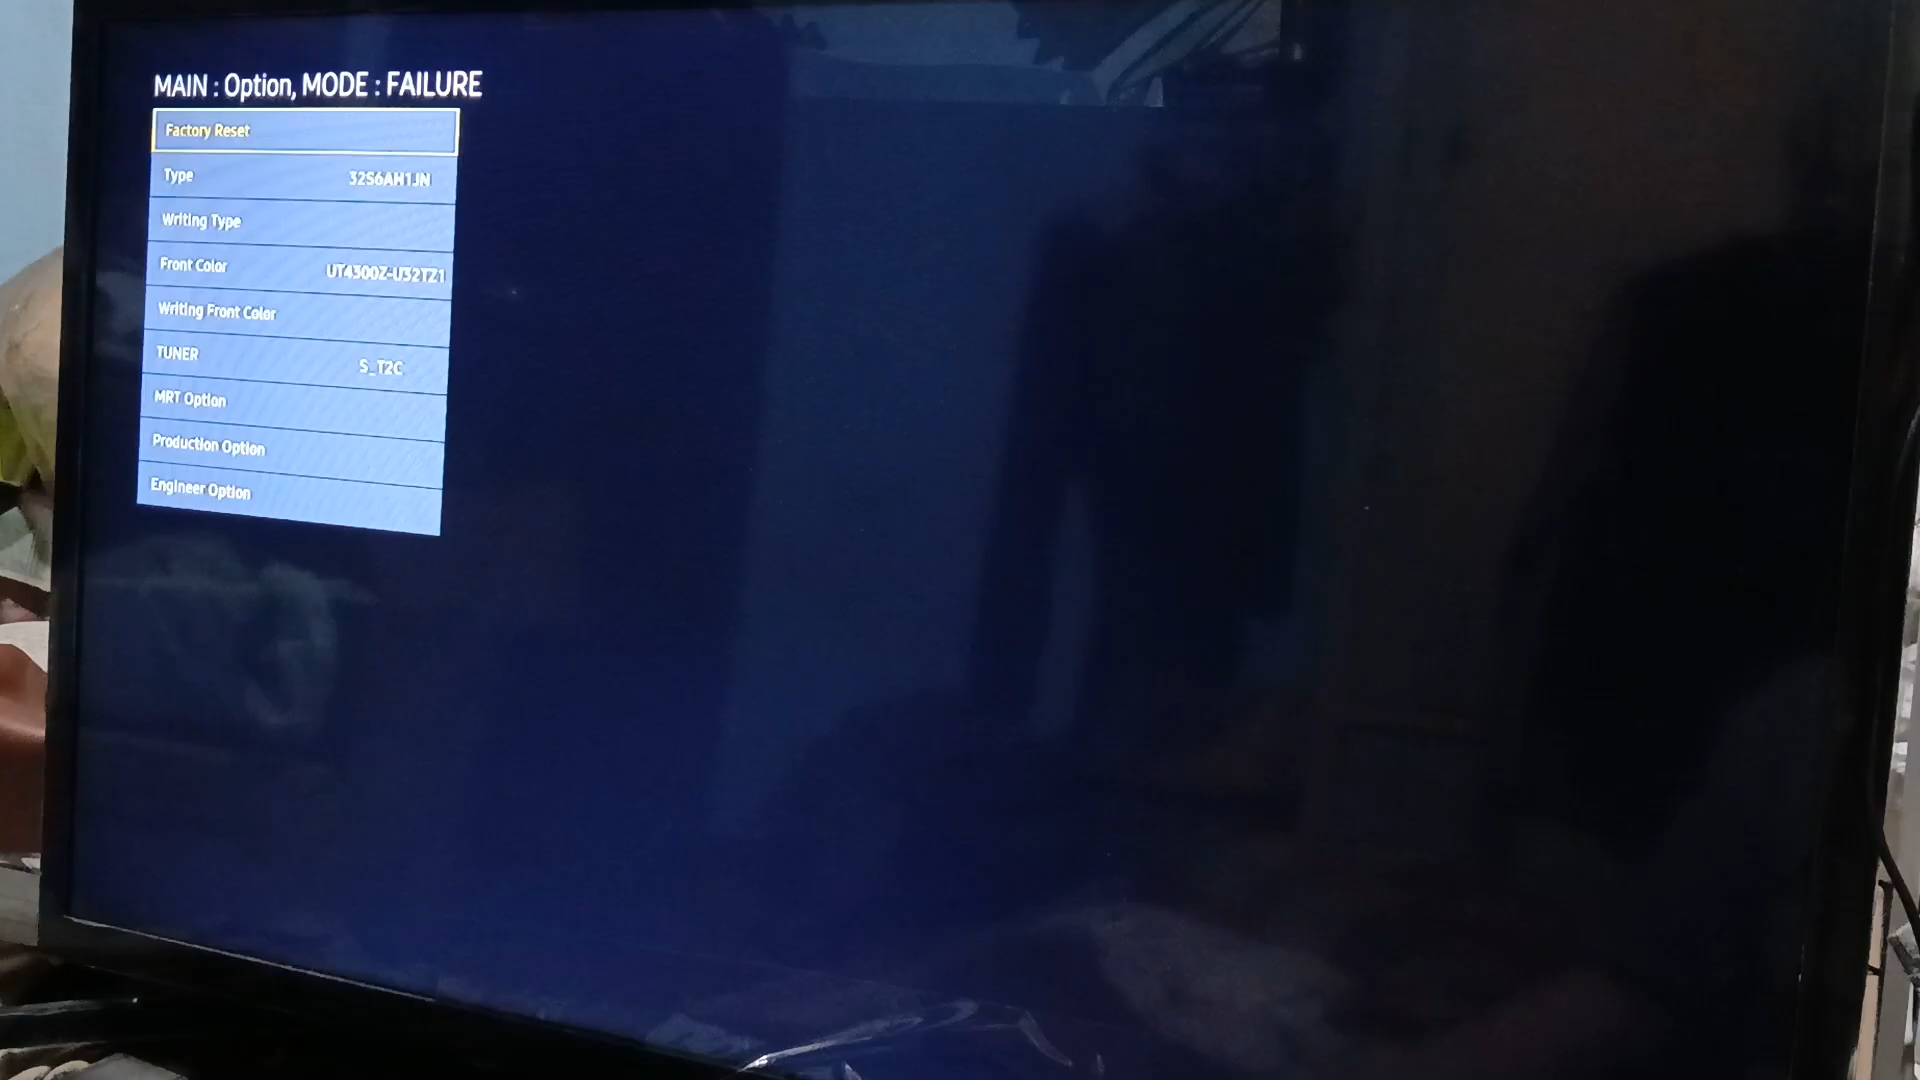 MAIN : Option, MODE : FAILURE
Factory Reset
Type 32S6AH1JN
Writing Type
Front Color UT4300Z-U32TZ1
Writing Front Color
TUNER S_T2C
MRT Option
Production Option
Engineer Option